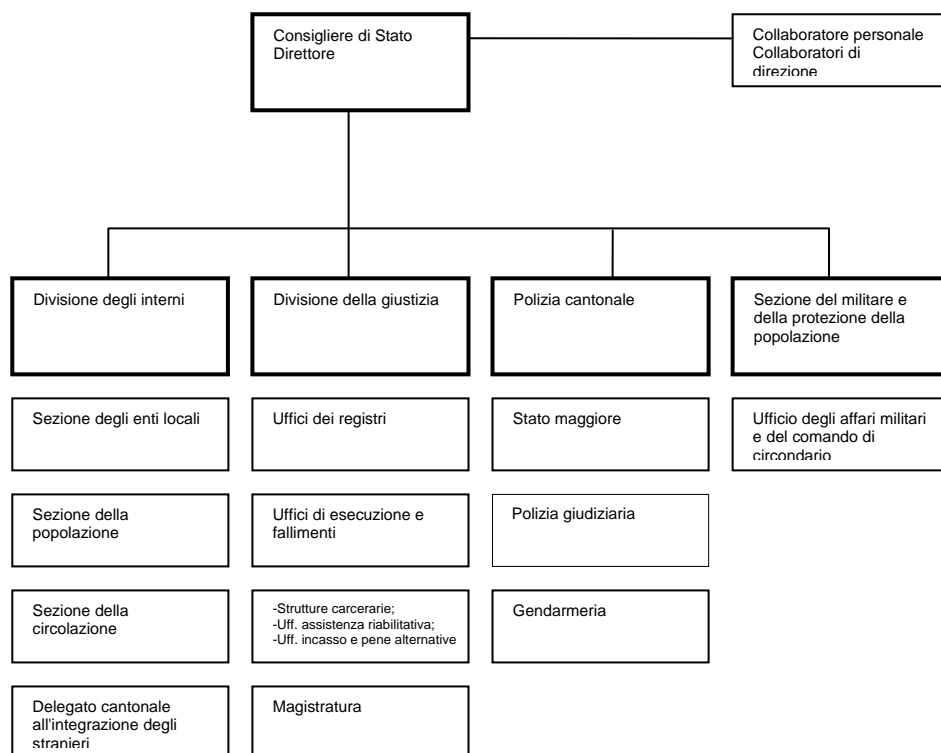 Consigliere di Stato
Direttore
Collaboratore personale
Collaboratori di
direzione
Divisione degli interni
Divisione della giustizia
Polizia cantonale
Sezione del militare e
della protezione della
popolazione
Sezione degli enti locali
Uffici dei registri
Stato maggiore
Ufficio degli affari militari
e del comando di
circondario
Sezione della
popolazione
Uffici di esecuzione e
fallimenti
Polizia giudiziaria
Sezione della
circolazione
-Strutture carcerarie;
-Uff. assistenza riabilitativa;
-Uff. incasso e pene alternative
Gendarmeria
Delegato cantonale
all'integrazione degli
stranieri
Magistratura